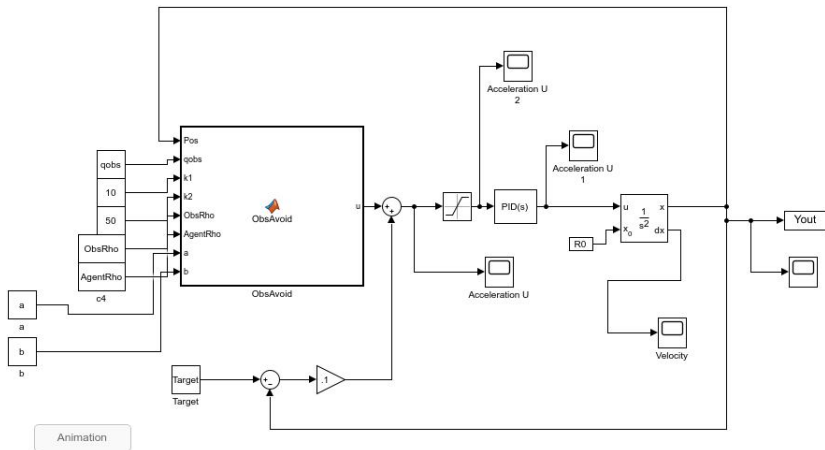 Acceleration U
2
Acceleration U
1
Pos
qobs
k1
k2
ObsRho
AgentRho
a
b
u
ObsAvoid
ObsAvoid
qobs
10
50
ObsRho
AgentRho
c4
a
a
b
b
+
+
PID(s)
u
x₀
1
s²
x
dx
R0
Yout
Acceleration U
Velocity
Target
Target
+
−
.1
Animation